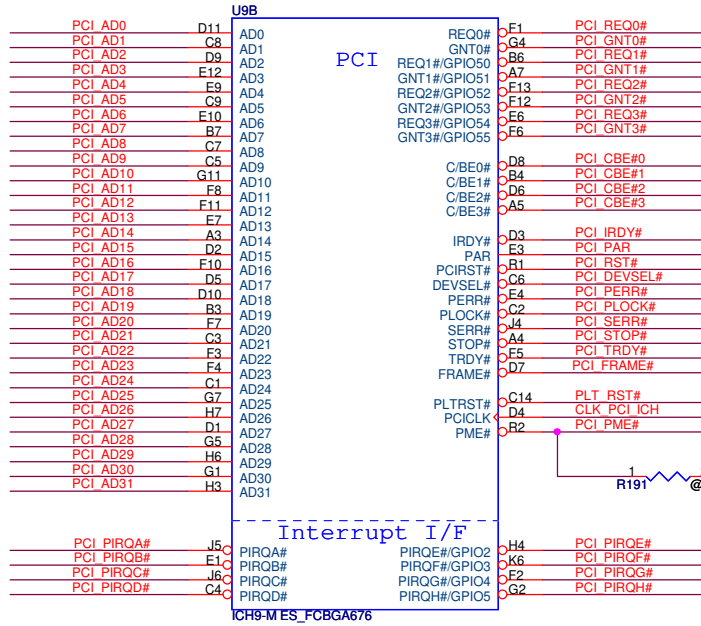 U9B
PCI
PCI_AD0 D11 AD0 REQ0# F1 PCI_REQ0#
PCI_AD1 C8 AD1 GNT0# G4 PCI_GNT0#
PCI_AD2 D9 AD2 REQ1#/GPIO50 B6 PCI_REQ1#
PCI_AD3 E12 AD3 GNT1#/GPIO51 A7 PCI_GNT1#
PCI_AD4 E9 AD4 REQ2#/GPIO52 F13 PCI_REQ2#
PCI_AD5 C9 AD5 GNT2#/GPIO53 F12 PCI_GNT2#
PCI_AD6 E10 AD6 REQ3#/GPIO54 E6 PCI_REQ3#
PCI_AD7 B7 AD7 GNT3#/GPIO55 F6 PCI_GNT3#
PCI_AD8 C7 AD8
PCI_AD9 C5 AD9 C/BE0# D8 PCI_CBE#0
PCI_AD10 G11 AD10 C/BE1# B4 PCI_CBE#1
PCI_AD11 F8 AD11 C/BE2# D6 PCI_CBE#2
PCI_AD12 F11 AD12 C/BE3# A5 PCI_CBE#3
PCI_AD13 E7 AD13
PCI_AD14 A3 AD14 IRDY# D3 PCI_IRDY#
PCI_AD15 D2 AD15 PAR E3 PCI_PAR
PCI_AD16 F10 AD16 PCIRST# R1 PCI_RST#
PCI_AD17 D5 AD17 DEVSEL# C6 PCI_DEVSEL#
PCI_AD18 D10 AD18 PERR# E4 PCI_PERR#
PCI_AD19 B3 AD19 PLOCK# C2 PCI_PLOCK#
PCI_AD20 F7 AD20 SERR# J4 PCI_SERR#
PCI_AD21 C3 AD21 STOP# A4 PCI_STOP#
PCI_AD22 F3 AD22 TRDY# F5 PCI_TRDY#
PCI_AD23 F4 AD23 FRAME# D7 PCI_FRAME#
PCI_AD24 C1 AD24
PCI_AD25 G7 AD25 PLTRST# C14 PLT_RST#
PCI_AD26 H7 AD26 PCICLK D4 CLK_PCI_ICH
PCI_AD27 D1 AD27 PME# R2 PCI_PME#
PCI_AD28 G5 AD28
PCI_AD29 H6 AD29
PCI_AD30 G1 AD30 1
PCI_AD31 H3 AD31 R191 @
Interrupt I/F
PCI_PIRQA# J5 PIRQA# PIRQE#/GPIO2 H4 PCI_PIRQE#
PCI_PIRQB# E1 PIRQB# PIRQF#/GPIO3 K6 PCI_PIRQF#
PCI_PIRQC# J6 PIRQC# PIRQG#/GPIO4 F2 PCI_PIRQG#
PCI_PIRQD# C4 PIRQD# PIRQH#/GPIO5 G2 PCI_PIRQH#
ICH9-M ES_FCBGA676